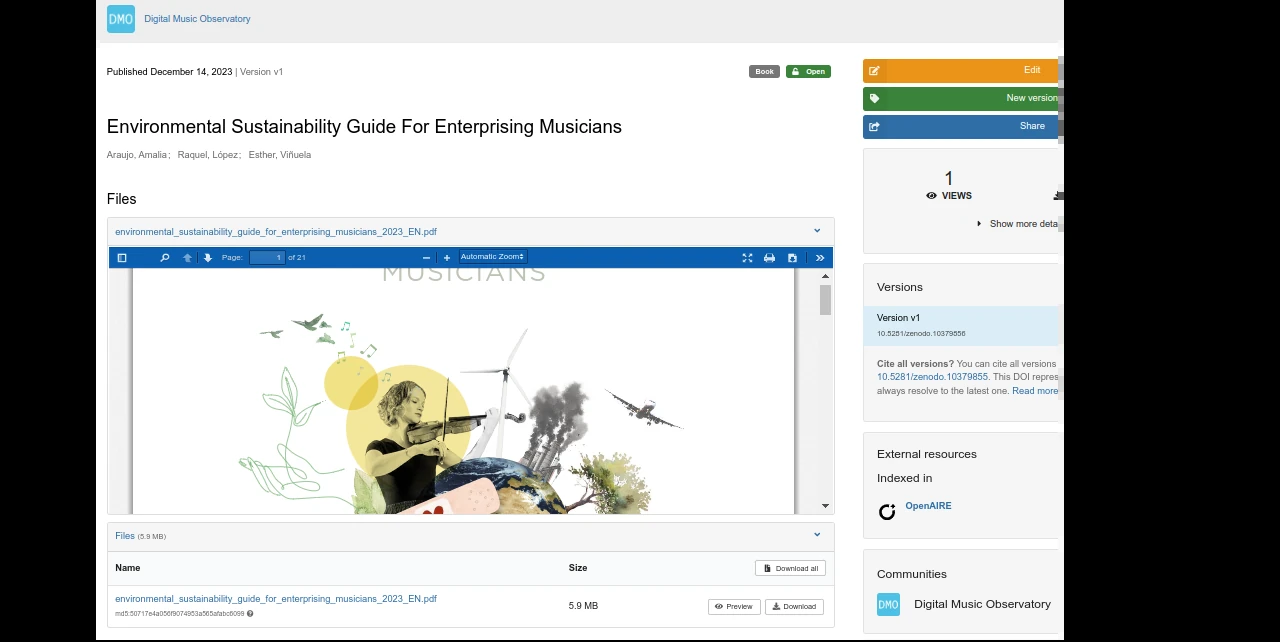 DMO Digital Music Observatory
Published December 14, 2023 | Version v1
Book
Open
Environmental Sustainability Guide For Enterprising Musicians
Araujo, Amalia; Raquel, López; Esther, Viñuela
Files
environmental_sustainability_guide_for_enterprising_musicians_2023_EN.pdf
Page: 1 of 21
Automatic Zoom
MUSICIANS
Files (5.9 MB)
Name Size Download all
environmental_sustainability_guide_for_enterprising_musicians_2023_EN.pdf
5.9 MB Preview Download
Edit
New version
Share
1
VIEWS
Show more deta
Versions
Version v1
10.5281/zenodo.10379856
Cite all versions? You can cite all versions
10.5281/zenodo.10379855. This DOI repres
always resolve to the latest one. Read more
External resources
Indexed in
OpenAIRE
Communities
DMO Digital Music Observatory